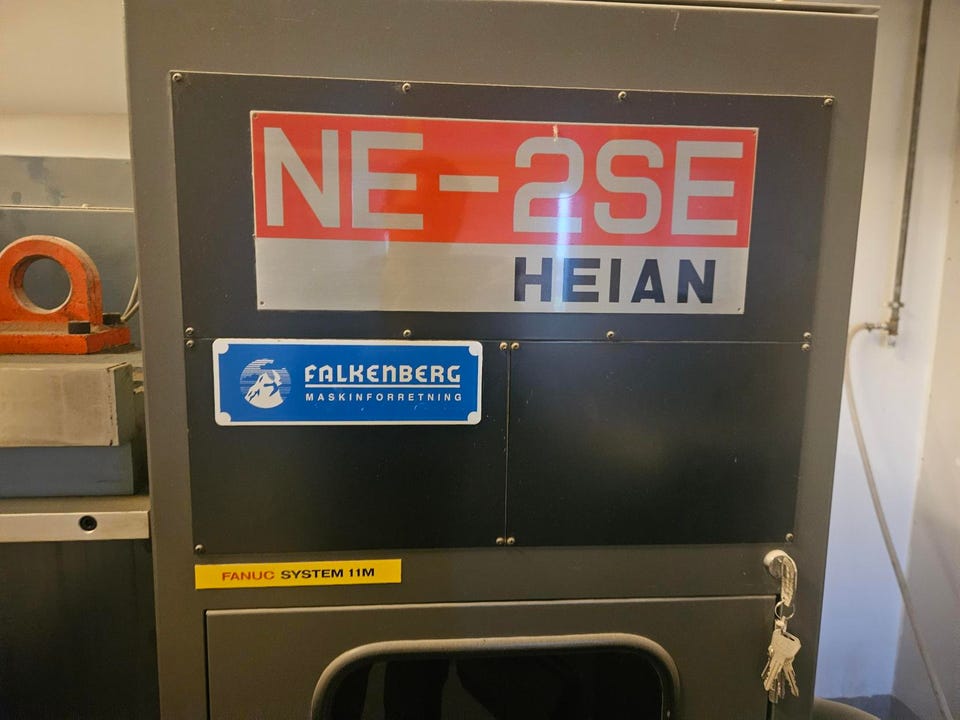 NE-2SE
HEIAN
FALKENBERG
MASKINFORRETNING
FANUC SYSTEM 11M